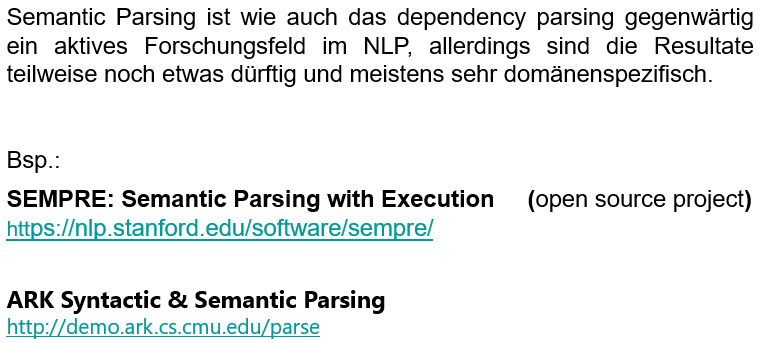 Semantic Parsing ist wie auch das dependency parsing gegenwärtig
ein aktives Forschungsfeld im NLP, allerdings sind die Resultate
teilweise noch etwas dürftig und meistens sehr domänenspezifisch.
Bsp.:
SEMPRE: Semantic Parsing with Execution (open source project)
https://nlp.stanford.edu/software/sempre/
ARK Syntactic & Semantic Parsing
http://demo.ark.cs.cmu.edu/parse